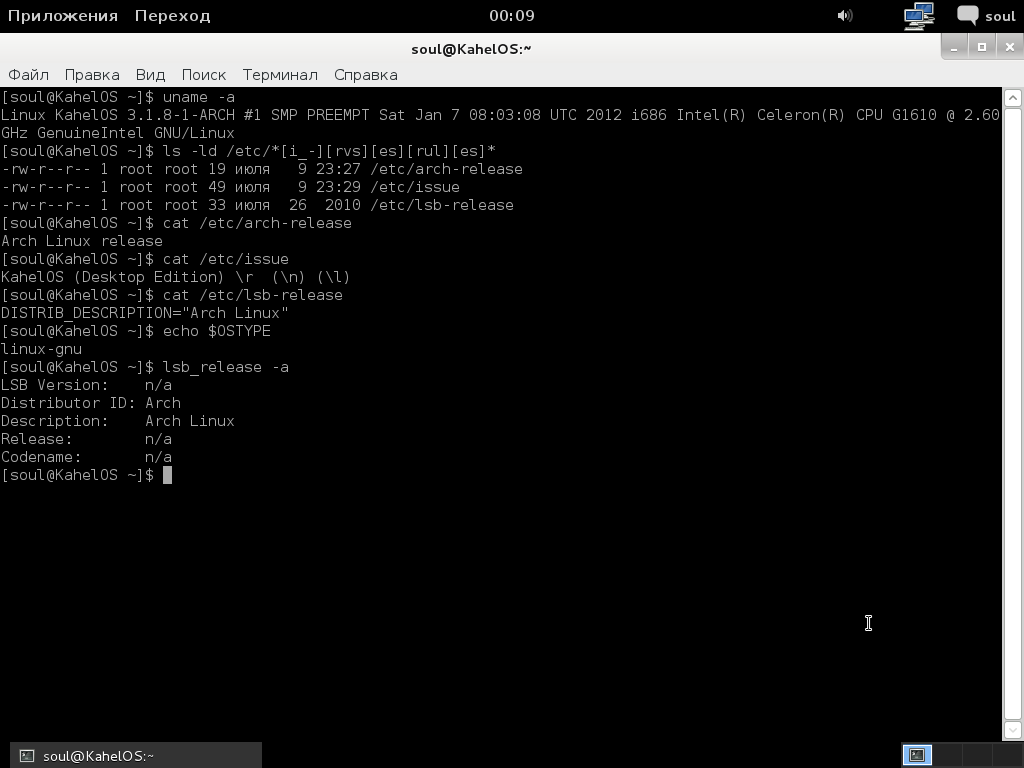 Приложения Переход 00:09 soul
soul@KahelOS:~
Файл Правка Вид Поиск Терминал Справка
[soul@KahelOS ~]$ uname -a
Linux KahelOS 3.1.8-1-ARCH #1 SMP PREEMPT Sat Jan 7 08:03:08 UTC 2012 i686 Intel(R) Celeron(R) CPU G1610 @ 2.60
GHz GenuineIntel GNU/Linux
[soul@KahelOS ~]$ ls -ld /etc/*[i_-][rvs][es][rul][es]*
-rw-r--r-- 1 root root 19 июля   9 23:27 /etc/arch-release
-rw-r--r-- 1 root root 49 июля   9 23:29 /etc/issue
-rw-r--r-- 1 root root 33 июля  26  2010 /etc/lsb-release
[soul@KahelOS ~]$ cat /etc/arch-release
Arch Linux release
[soul@KahelOS ~]$ cat /etc/issue
KahelOS (Desktop Edition) \r  (\n) (\l)
[soul@KahelOS ~]$ cat /etc/lsb-release
DISTRIB_DESCRIPTION="Arch Linux"
[soul@KahelOS ~]$ echo $OSTYPE
linux-gnu
[soul@KahelOS ~]$ lsb_release -a
LSB Version:    n/a
Distributor ID: Arch
Description:    Arch Linux
Release:        n/a
Codename:       n/a
[soul@KahelOS ~]$
soul@KahelOS:~